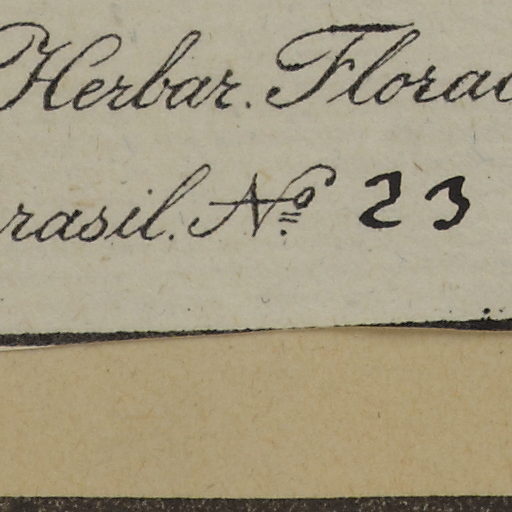 Herbar. Florae
rasil. Nº 23